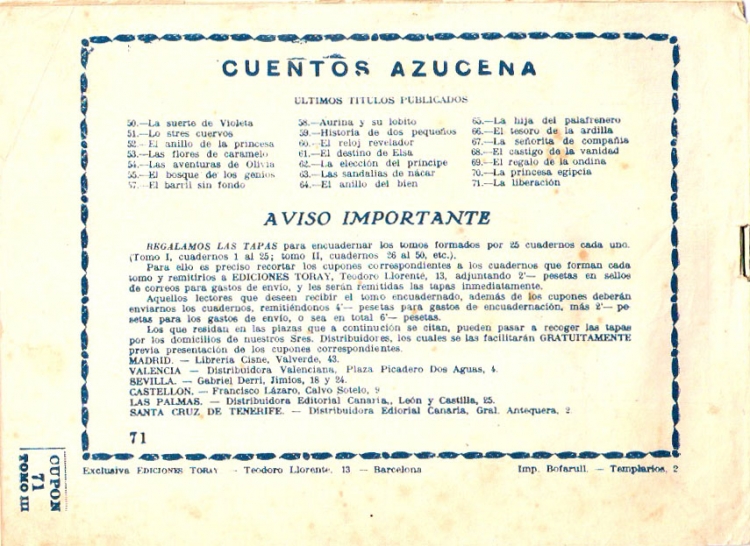 CUENTOS AZUCENA
ULTIMOS TITULOS PUBLICADOS
50.—La suerte de Violeta
51.—Lo stres cuervos
52.—El anillo de la princesa
53.—Las flores de caramelo
54.—Las aventuras de Olivia
55.—El bosque de los genios
57.—El barril sin fondo
58.—Aurina y su lobito
59.—Historia de dos pequeños
60.—El reloj revelador
61.—El destino de Elsa
62.—La elección del príncipe
63.—Las sandalias de nácar
64.—El anillo del bien
65.—La hija del palafrenero
66.—El tesoro de la ardilla
67.—La señorita de compañía
68.—El castigo de la vanidad
69.—El regalo de la ondina
70.—La princesa egipcia
71.—La liberación
AVISO IMPORTANTE
REGALAMOS LAS TAPAS para encuadernar los tomos formados por 25 cuadernos cada uno.
(Tomo I, cuadernos 1 al 25; tomo II, cuadernos 26 al 50, etc.).
Para ello es preciso recortar los cupones correspondientes a los cuadernos que forman cada
tomo y remitirlos a EDICIONES TORAY, Teodoro Llorente, 13, adjuntando 2'— pesetas en sellos
de correos para gastos de envío, y les serán remitidas las tapas inmediatamente.
Aquellos lectores que deseen recibir el tomo encuadernado, además de los cupones deberán
enviarnos los cuadernos, remitiéndonos 4'— pesetas para gastos de encuadernación, más 2'— pe-
setas para los gastos de envío, o sea en total 6'— pesetas.
Los que residan en las plazas que a continución se citan, pueden pasar a recoger las tapas
por los domicilios de nuestros Sres. Distribuidores, los cuales se las facilitarán GRATUITAMENTE
previa presentación de los cupones correspondientes.
MADRID. — Librería Cisne, Valverde, 43.
VALENCIA — Distribuidora Valenciana, Plaza Picadero Dos Aguas, 4.
SEVILLA. — Gabriel Derri, Jimios, 18 y 24.
CASTELLON. — Francisco Lázaro, Calvo Sotelo, 9
LAS PALMAS. — Distribuidora Editorial Canaria,, León y Castilla, 25.
SANTA CRUZ DE TENERIFE. — Distribuidora Ediorial Canaria, Gral. Antequera, 2
71
Exclusiva EDICIONES TORAY — Teodoro Llorente, 13 — Barcelona
Imp. Bofarull. — Templarios, 2
CUPON
71
TOMO III